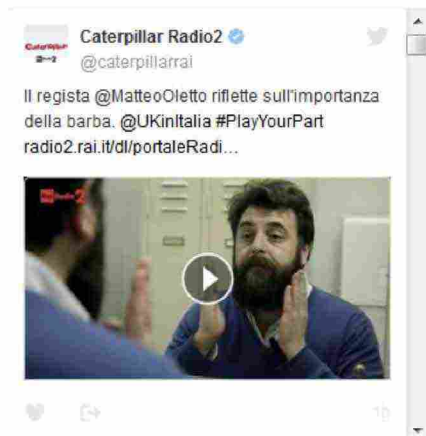 Caterpillar Radio2
@caterpillarrai
Il regista @MatteoOletto riflette sull'importanza
della barba. @UKinItalia #PlayYourPart
radio2.rai.it/dl/portaleRadi…